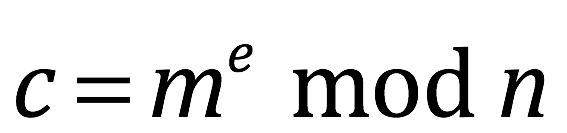 c = m^e mod n